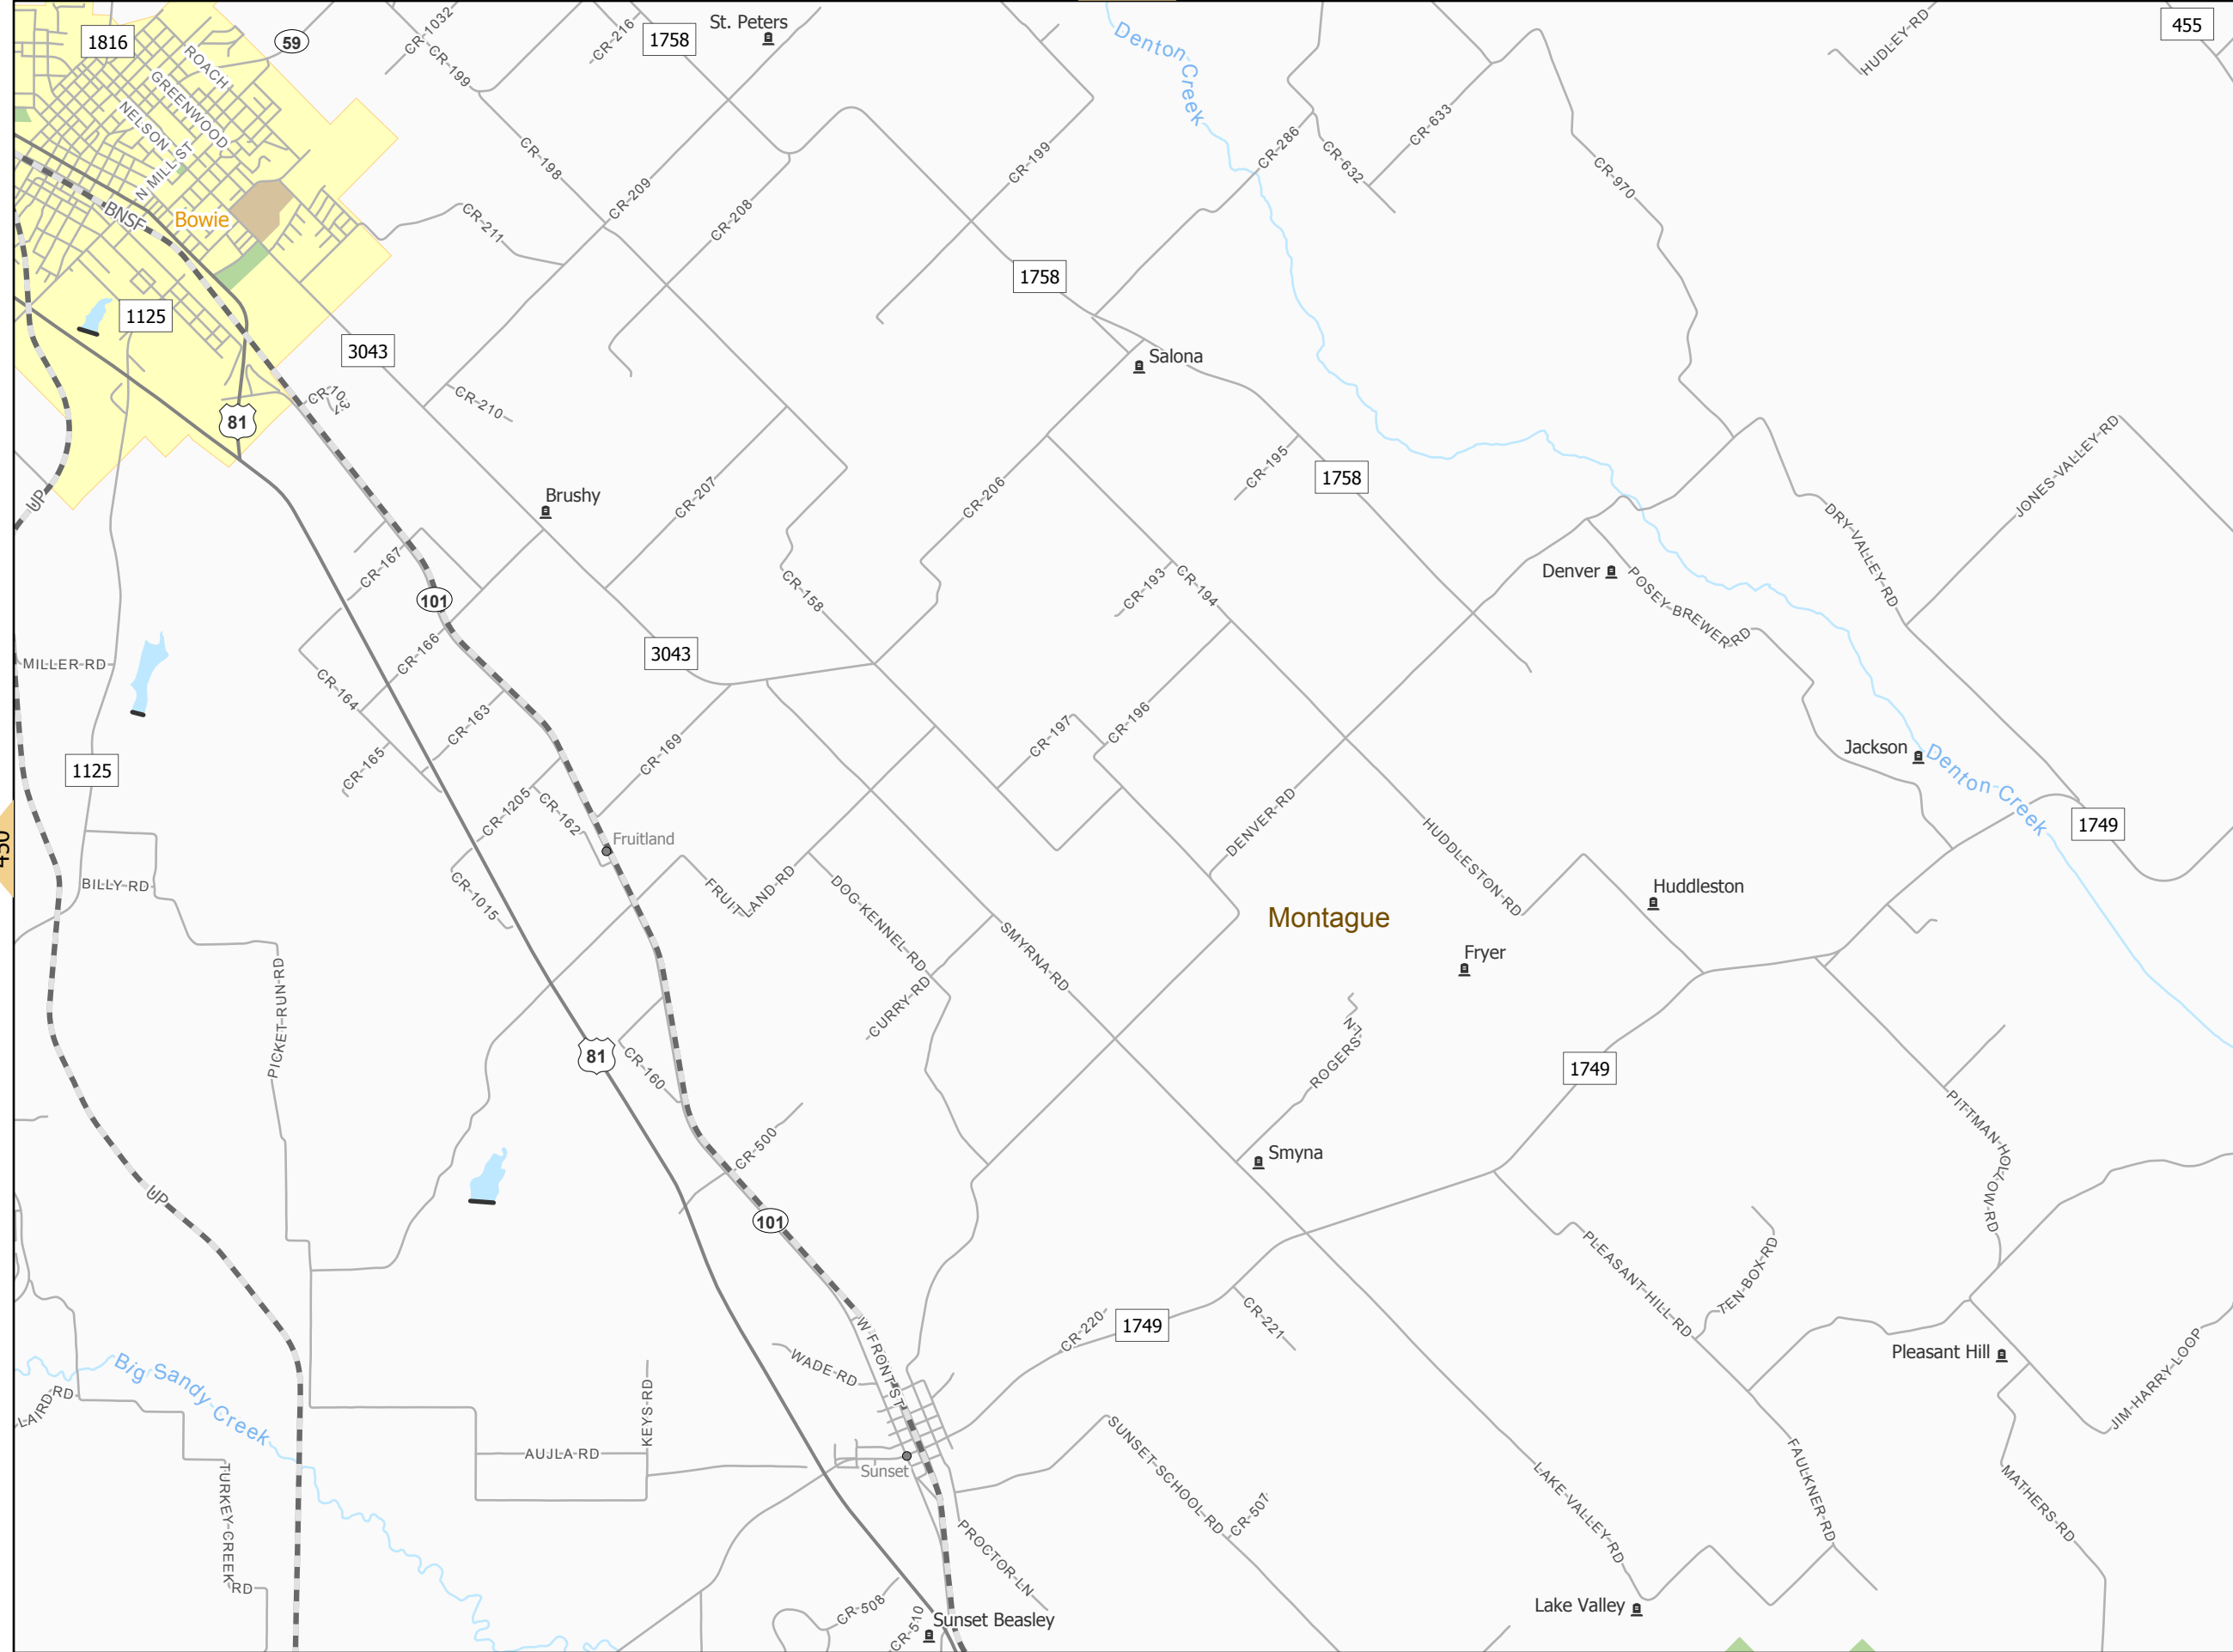 1816
59
CR-1032
CR-216
1758
St. Peters
Denton-Creek
HUDLEY-RD
455
ROACH
GREENWOOD
NELSON
N MILL ST
CR-199
CR-198
CR-209
CR-208
CR-199
CR-286
CR-632
CR-633
CR-970
BNSF
Bowie
CR-211
1125
3043
1758
Salona
81
CR-103
CR-210
Brushy
CR-207
CR-206
CR-195
1758
JONES-VALLEY-RD
DRY-VALLEY-RD
UP
CR-167
101
CR-158
CR-193
CR-194
Denver
POSEY-BREWER RD
MILLER-RD
CR-166
3043
CR-164
CR-163
CR-165
CR-169
CR-197
CR-196
Jackson
Denton-Creek
1125
450
CR-1205
CR-162
Fruitland
DENVER-RD
HUDDLESTON-RD
1749
BILLY-RD
CR-1015
FRUIT LAND-RD
DOG-KENNEL-RD
Huddleston
Montague
SMYRNA-RD
Fryer
CURRY-RD
PICKET-RUN-RD
81
CR-160
ROGERS LN
1749
CR-500
Smyna
PITTMAN-HOLLOW-RD
UP
101
PLEASANT-HILL-RD
TEN-BOX-RD
CR-220
1749
CR-221
W FRONT-ST
WADE-RD
Pleasant Hill
JIM-HARRY-LOOP
Big Sandy-Creek
LAIRD RD
KEYS-RD
AUJLA-RD
Sunset
SUNSET-SCHOOL-RD
CR-507
LAKE-VALLEY-RD
FAULKNER-RD
MATHERS-RD
TURKEY-CREEK RD
PROCTOR-LN
CR-508
CR-510
Sunset Beasley
Lake Valley